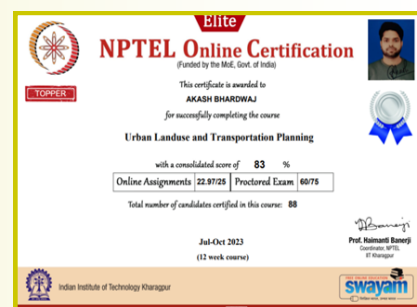 Elite
NPTEL Online Certification
(Funded by the MoE, Govt. of India)
TOPPER
This certificate is awarded to
AKASH BHARDWAJ
for successfully completing the course
Urban Landuse and Transportation Planning
with a consolidated score of 83 %
Online Assignments 22.97/25 Proctored Exam 60/75
Total number of candidates certified in this course: 88
Jul-Oct 2023
(12 week course)
Prof. Haimanti Banerji
Coordinator, NPTEL
IIT Kharagpur
Indian Institute of Technology Kharagpur
swayam